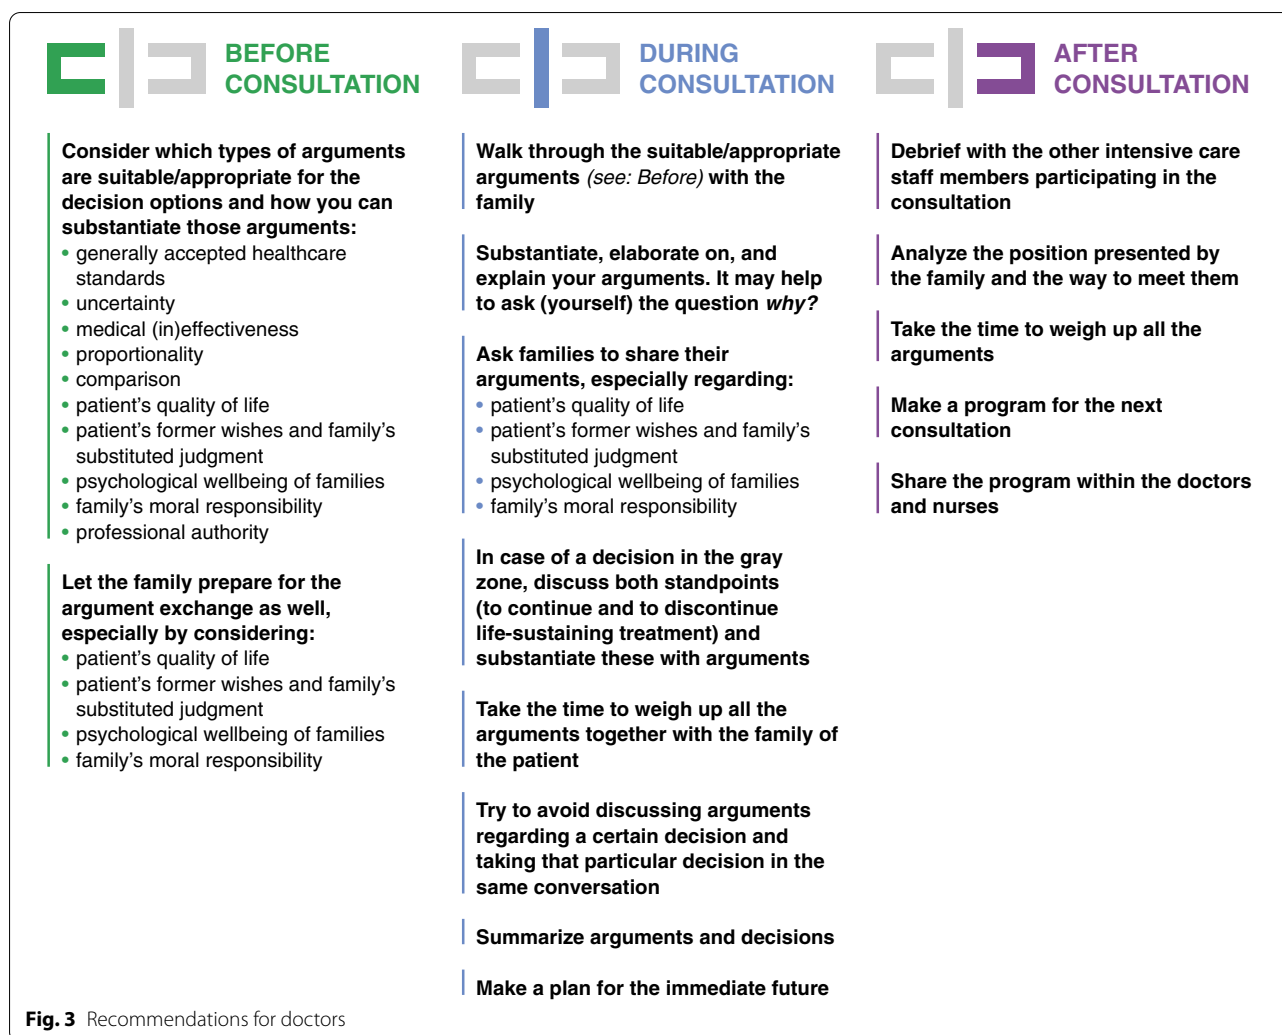 BEFORE
CONSULTATION
Consider which types of arguments
are suitable/appropriate for the
decision options and how you can
substantiate those arguments:
• generally accepted healthcare
standards
• uncertainty
• medical (in)effectiveness
• proportionality
• comparison
• patient's quality of life
• patient's former wishes and family's
substituted judgment
• psychological wellbeing of families
• family's moral responsibility
• professional authority
Let the family prepare for the
argument exchange as well,
especially by considering:
• patient's quality of life
• patient's former wishes and family's
substituted judgment
• psychological wellbeing of families
• family's moral responsibility
DURING
CONSULTATION
Walk through the suitable/appropriate
arguments (see: Before) with the
family
Substantiate, elaborate on, and
explain your arguments. It may help
to ask (yourself) the question why?
Ask families to share their
arguments, especially regarding:
• patient's quality of life
• patient's former wishes and family's
substituted judgment
• psychological wellbeing of families
• family's moral responsibility
In case of a decision in the gray
zone, discuss both standpoints
(to continue and to discontinue
life-sustaining treatment) and
substantiate these with arguments
Take the time to weigh up all the
arguments together with the family of
the patient
Try to avoid discussing arguments
regarding a certain decision and
taking that particular decision in the
same conversation
Summarize arguments and decisions
Make a plan for the immediate future
AFTER
CONSULTATION
Debrief with the other intensive care
staff members participating in the
consultation
Analyze the position presented by
the family and the way to meet them
Take the time to weigh up all the
arguments
Make a program for the next
consultation
Share the program within the doctors
and nurses
Fig. 3 Recommendations for doctors